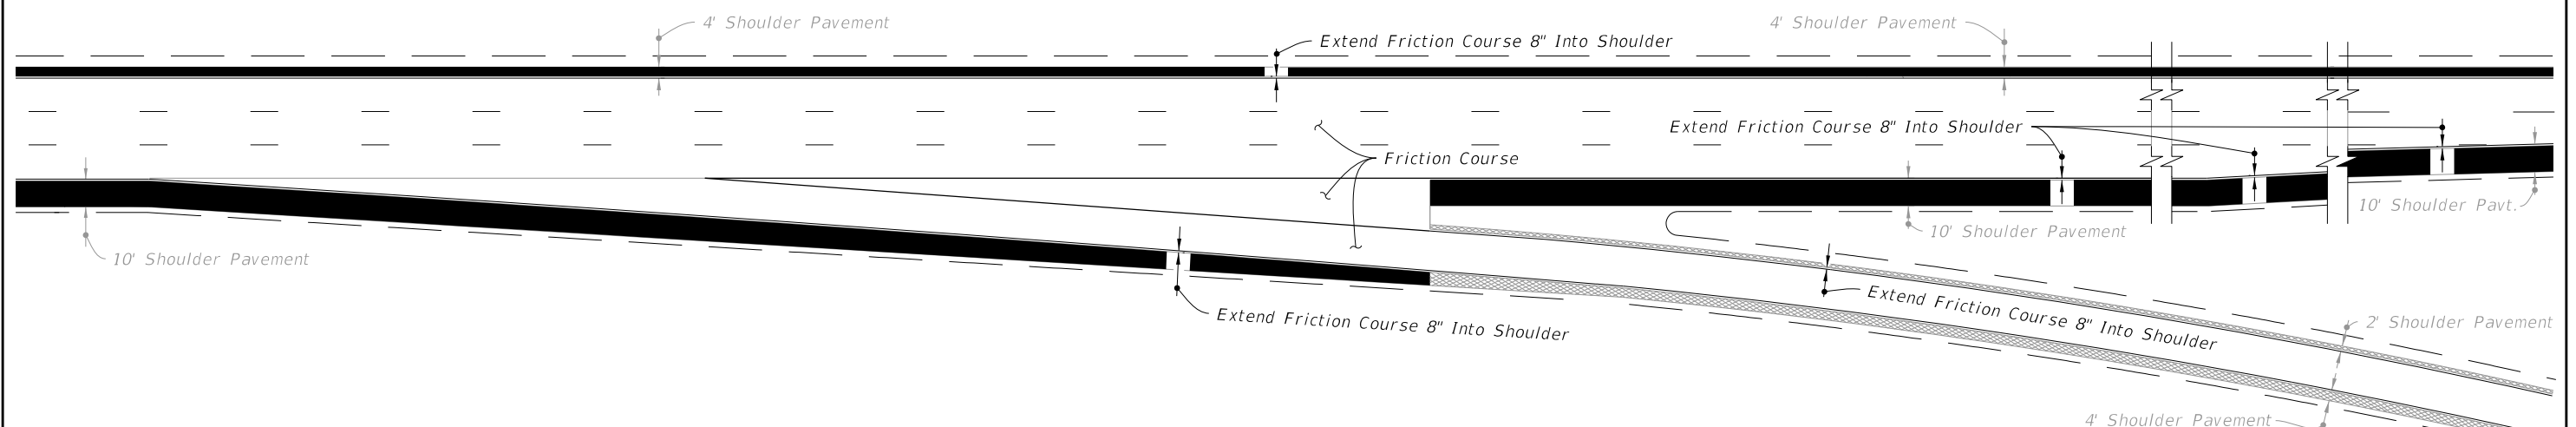 4' Shoulder Pavement
4' Shoulder Pavement
Extend Friction Course 8" Into Shoulder
Extend Friction Course 8" Into Shoulder
Friction Course
10' Shoulder Pavt.
10' Shoulder Pavement
10' Shoulder Pavement
Extend Friction Course 8" Into Shoulder
Extend Friction Course 8" Into Shoulder
2' Shoulder Pavement
4' Shoulder Pavement